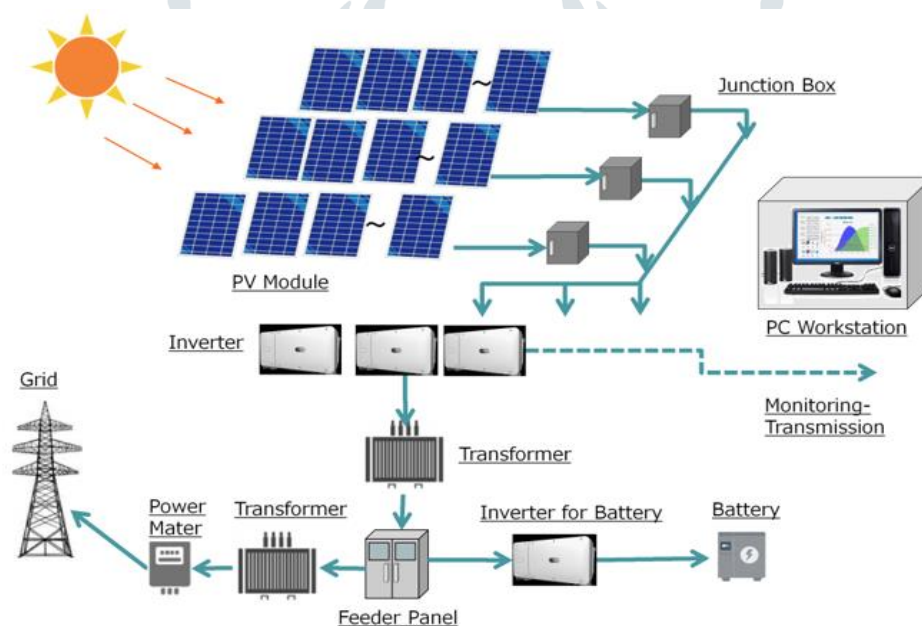 Junction Box
PV Module
PC Workstation
Inverter
Grid
Monitoring-
Transmission
Transformer
Power
Mater
Transformer
Inverter for Battery
Battery
Feeder Panel